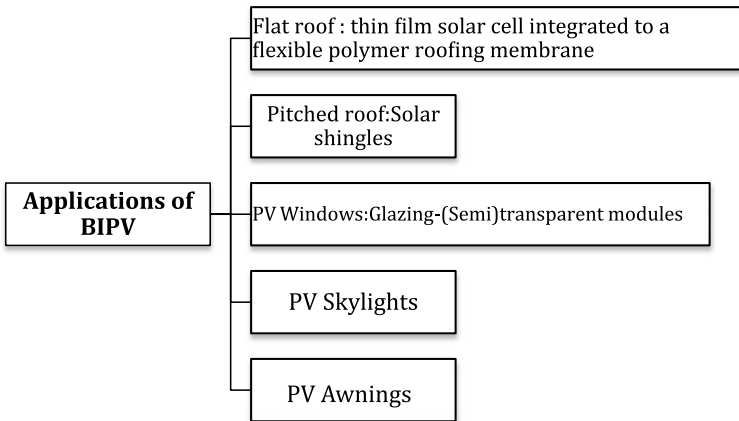 Flat roof : thin film solar cell integrated to a
flexible polymer roofing membrane
Pitched roof:Solar
shingles
Applications of
BIPV
PV Windows:Glazing-(Semi)transparent modules
PV Skylights
PV Awnings